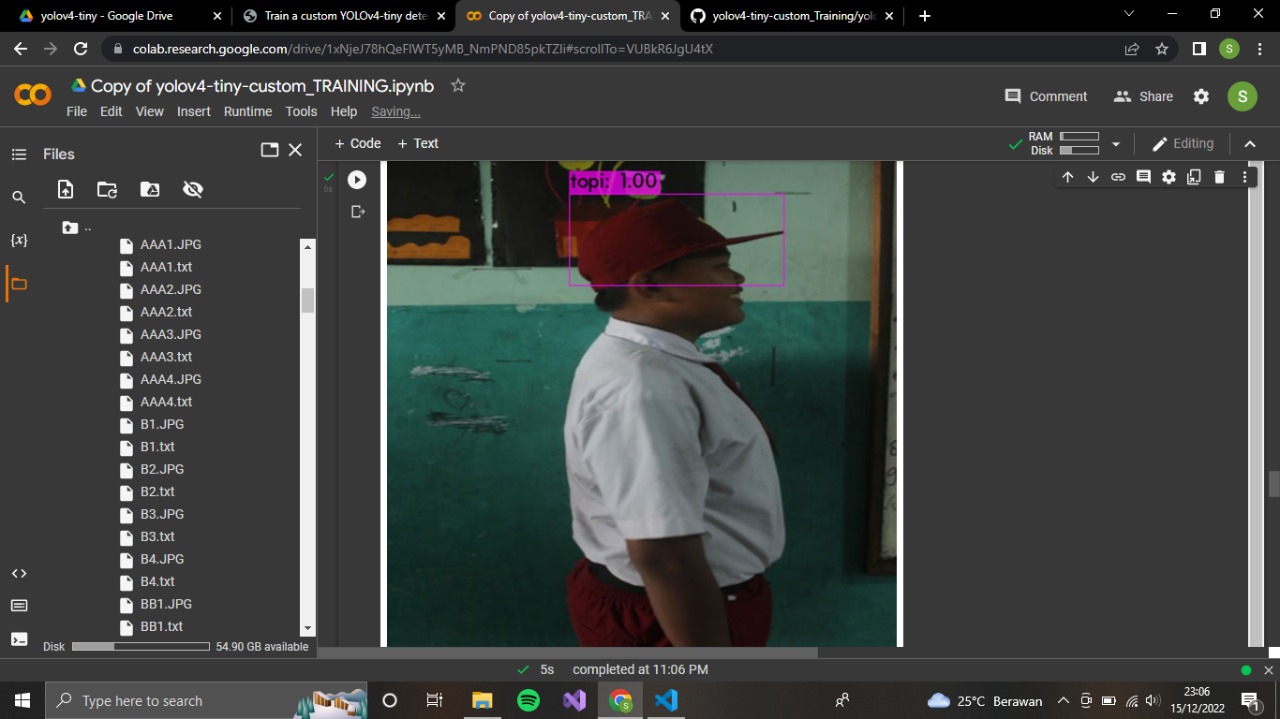 yolov4-tiny - Google Drive
Train a custom YOLOv4-tiny dete
Copy of yolov4-tiny-custom_TRA
yolov4-tiny-custom_Training/yol
colab.research.google.com/drive/1xNjeJ78hQeFlWT5yMB_NmPND85pkTZli#scrollTo=VUBkR6JgU4tX
S
Copy of yolov4-tiny-custom_TRAINING.ipynb
File Edit View Insert Runtime Tools Help Saving...
Comment
Share
S
Files
+ Code + Text
RAM
Disk
Editing
{x}
..
AAA1.JPG
AAA1.txt
AAA2.JPG
AAA2.txt
AAA3.JPG
AAA3.txt
AAA4.JPG
AAA4.txt
B1.JPG
B1.txt
B2.JPG
B2.txt
B3.JPG
B3.txt
B4.JPG
B4.txt
BB1.JPG
BB1.txt
Disk 54.90 GB available
6s
topi: 1.00
5s completed at 11:06 PM
Type here to search
25°C Berawan
23:06
15/12/2022
1